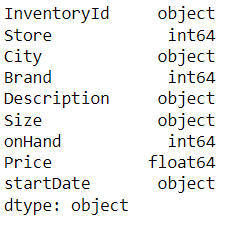 InventoryId object
Store int64
City object
Brand int64
Description object
Size object
onHand int64
Price float64
startDate object
dtype: object